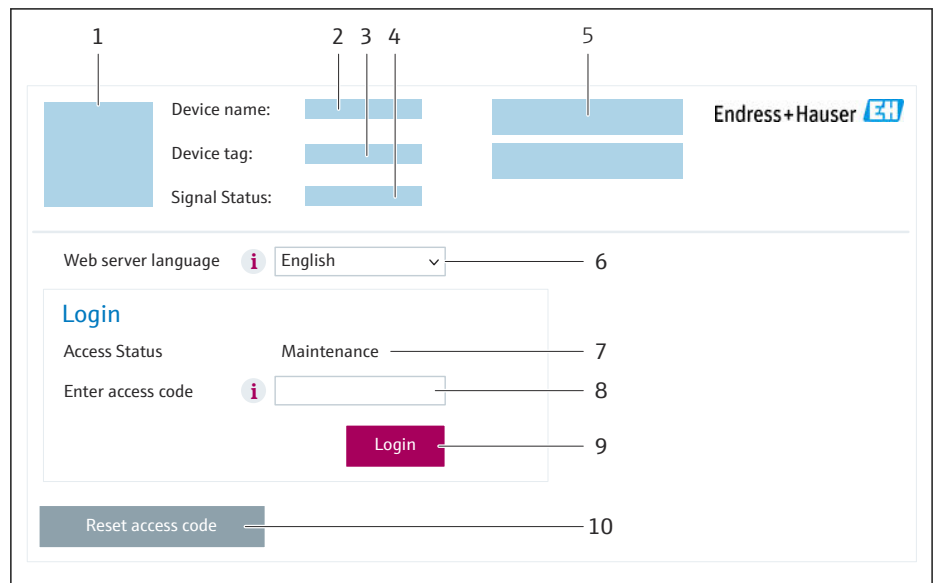 1 2 3 4 5
Device name:
Endress+Hauser EH
Device tag:
Signal Status:
Web server language i English 6
Login
Access Status Maintenance 7
Enter access code i 8
Login 9
Reset access code 10